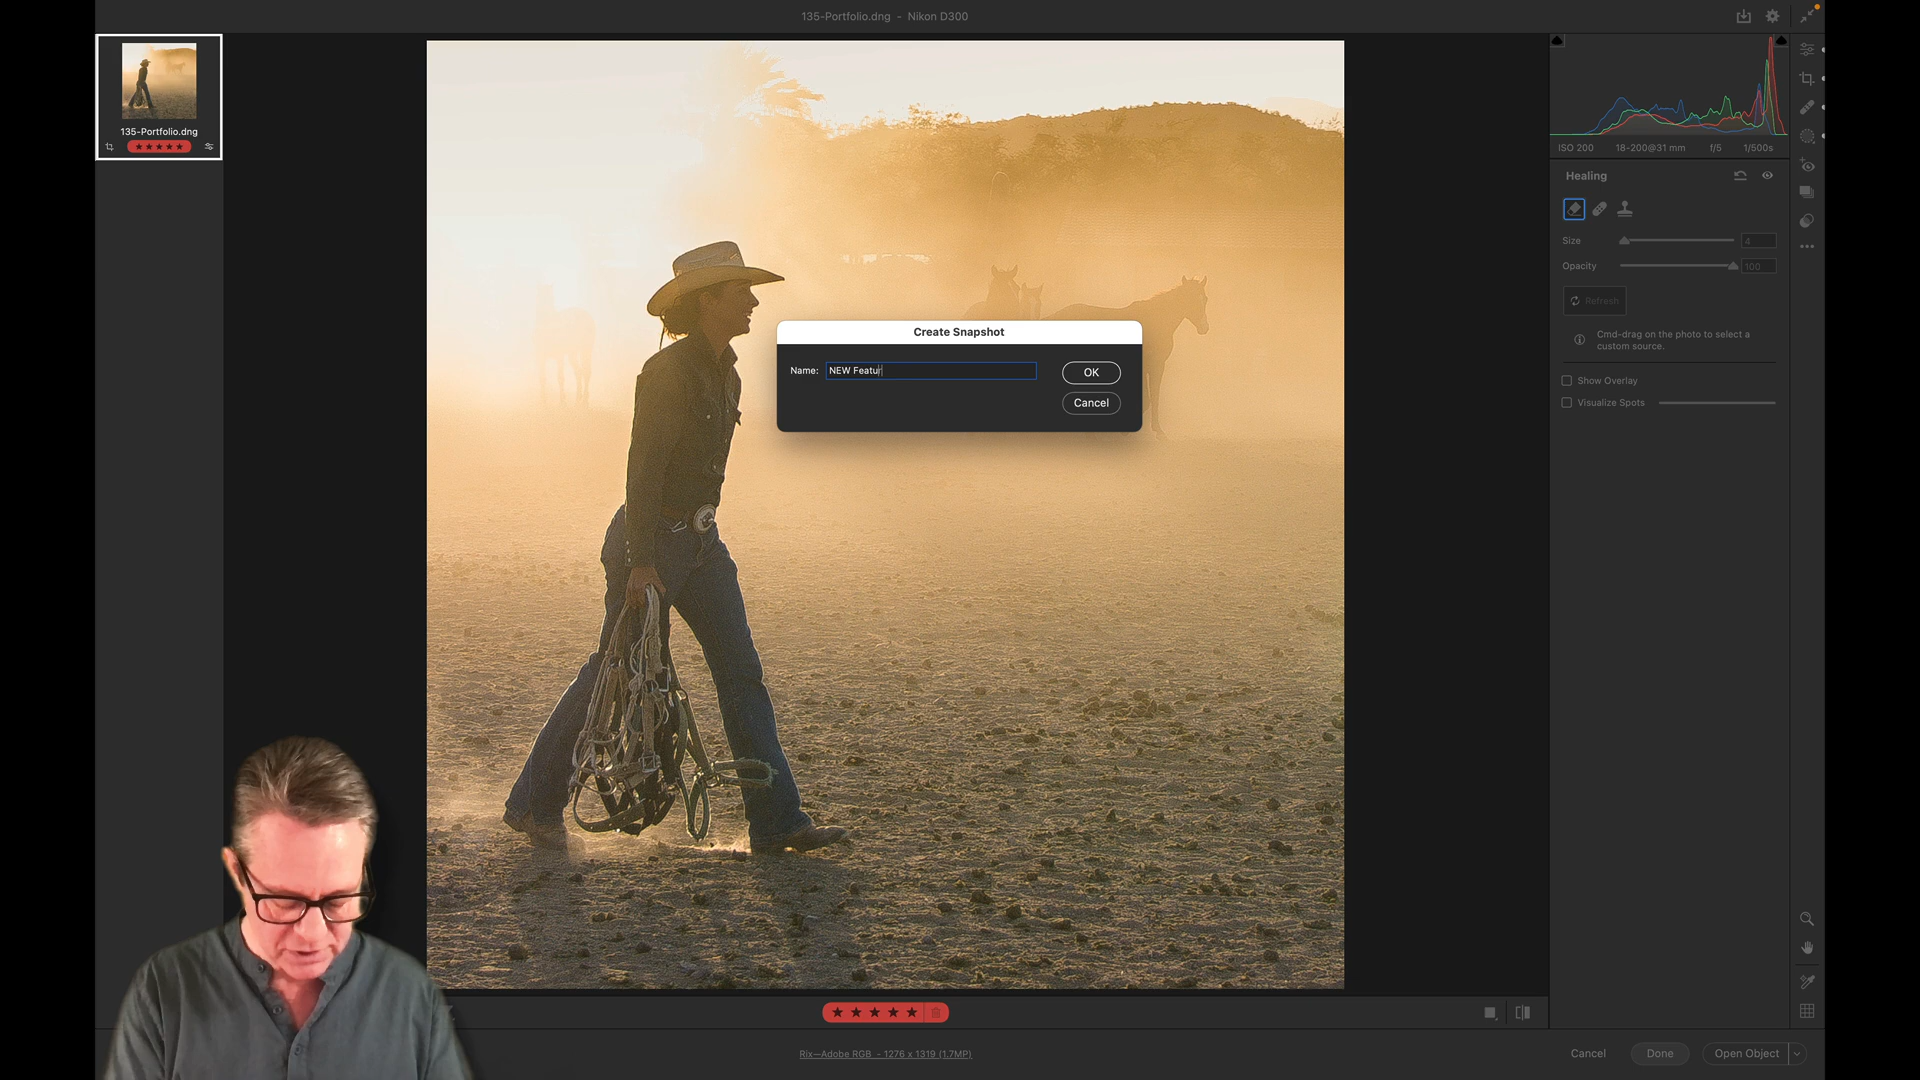 135-Portfolio.dng - Nikon D300
135-Portfolio.dng
ISO 200 18-200@31 mm f/5 1/500s
Healing
Size 4
Opacity 100
Refresh
Cmd-drag on the photo to select a
custom source.
Show Overlay
Visualize Spots
Create Snapshot
Name: NEW Featur
OK
Cancel
Rix—Adobe RGB - 1276 x 1319 (1.7MP)
Cancel Done Open Object